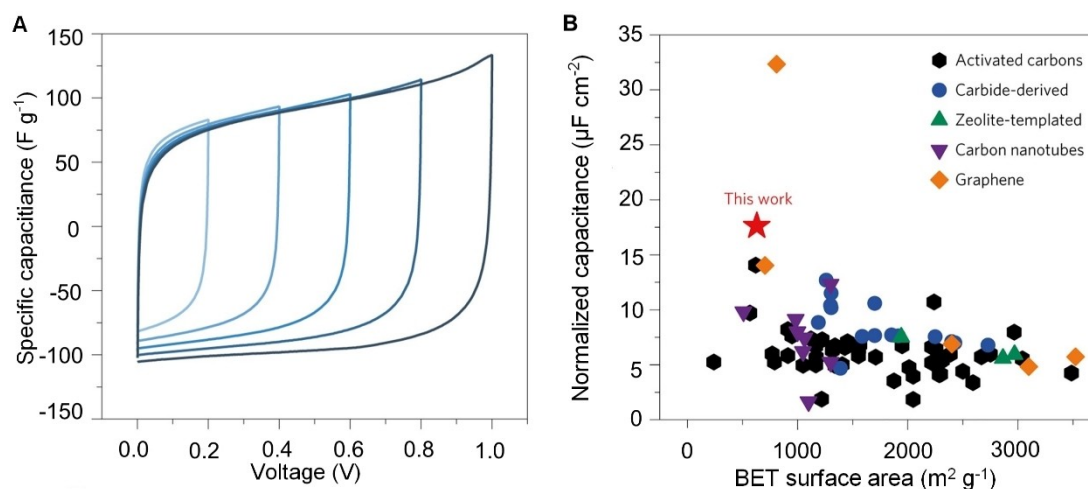 A
Specific capacitiance (F g⁻¹)
150
100
50
0
-50
-100
-150
0.0 0.2 0.4 0.6 0.8 1.0
Voltage (V)
B
Normalized capacitance (μF cm⁻²)
35
30
25
20
15
10
5
0
Activated carbons
Carbide-derived
Zeolite-templated
Carbon nanotubes
Graphene
This work
0 1000 2000 3000
BET surface area (m² g⁻¹)